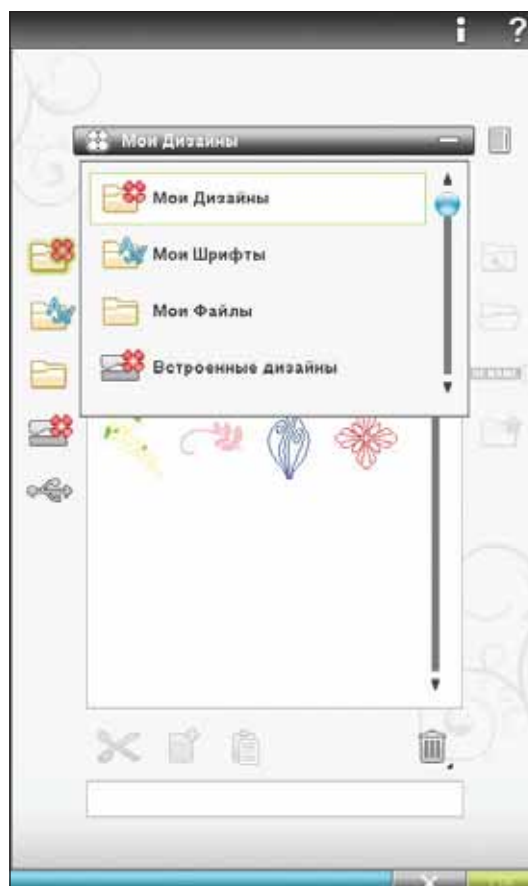 i ?
Мои Дизайны
Мои Дизайны
Мои Шрифты
Мои Файлы
Встроенные дизайны